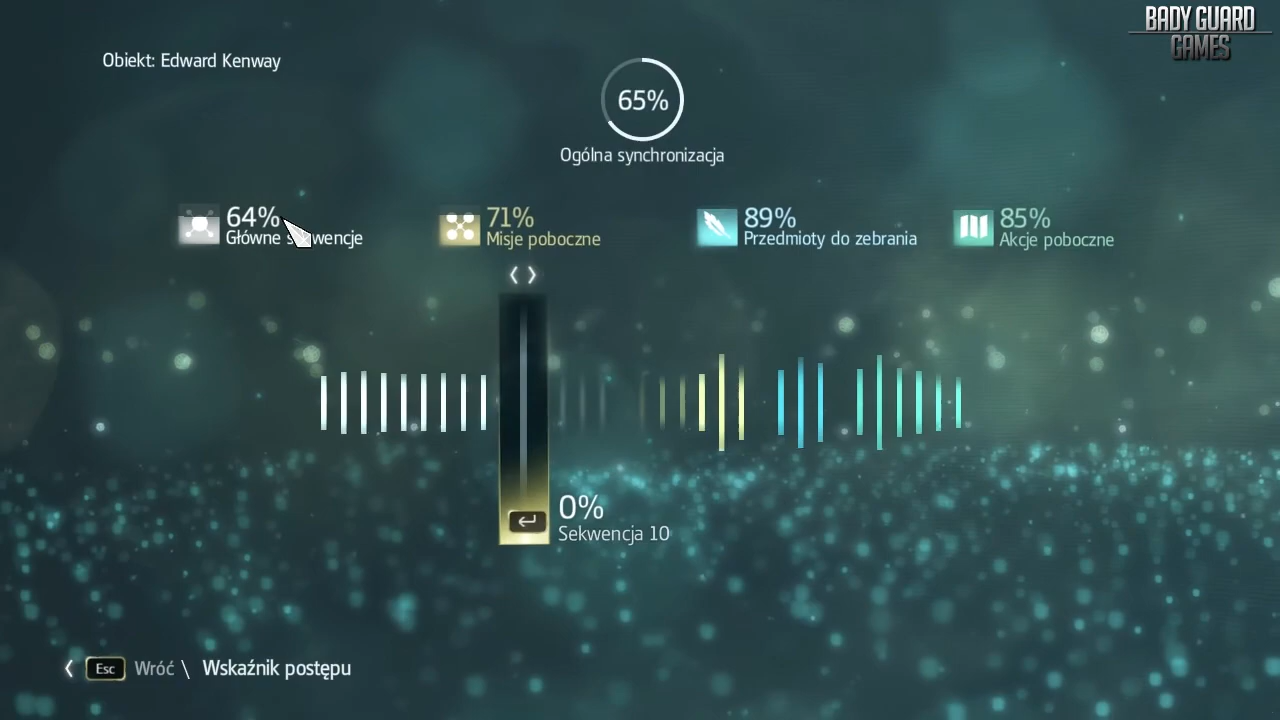 BADY GUARD
GAMES
Obiekt: Edward Kenway
65%
Ogólna synchronizacja
64%
Główne sekwencje
71%
Misje poboczne
89%
Przedmioty do zebrania
85%
Akcje poboczne
0%
Sekwencja 10
Esc Wróć \ Wskaźnik postępu